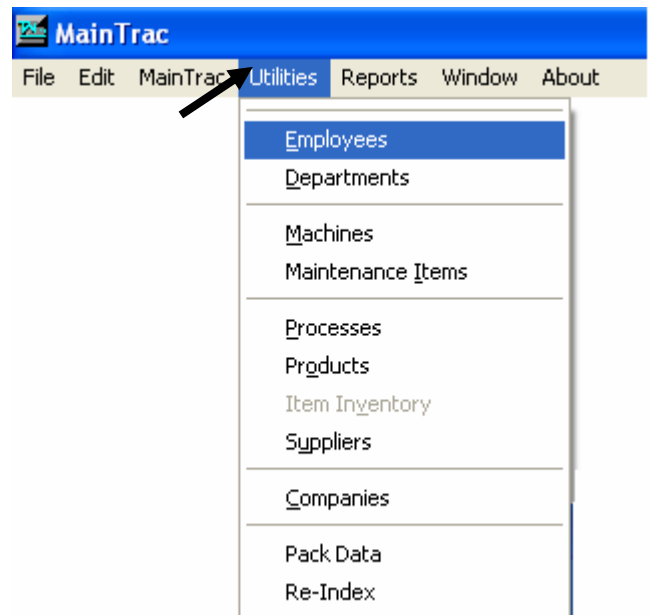 MainTrac
File Edit MainTrac Utilities Reports Window About
Employees
Departments
Machines
Maintenance Items
Processes
Products
Item Inventory
Suppliers
Companies
Pack Data
Re-Index